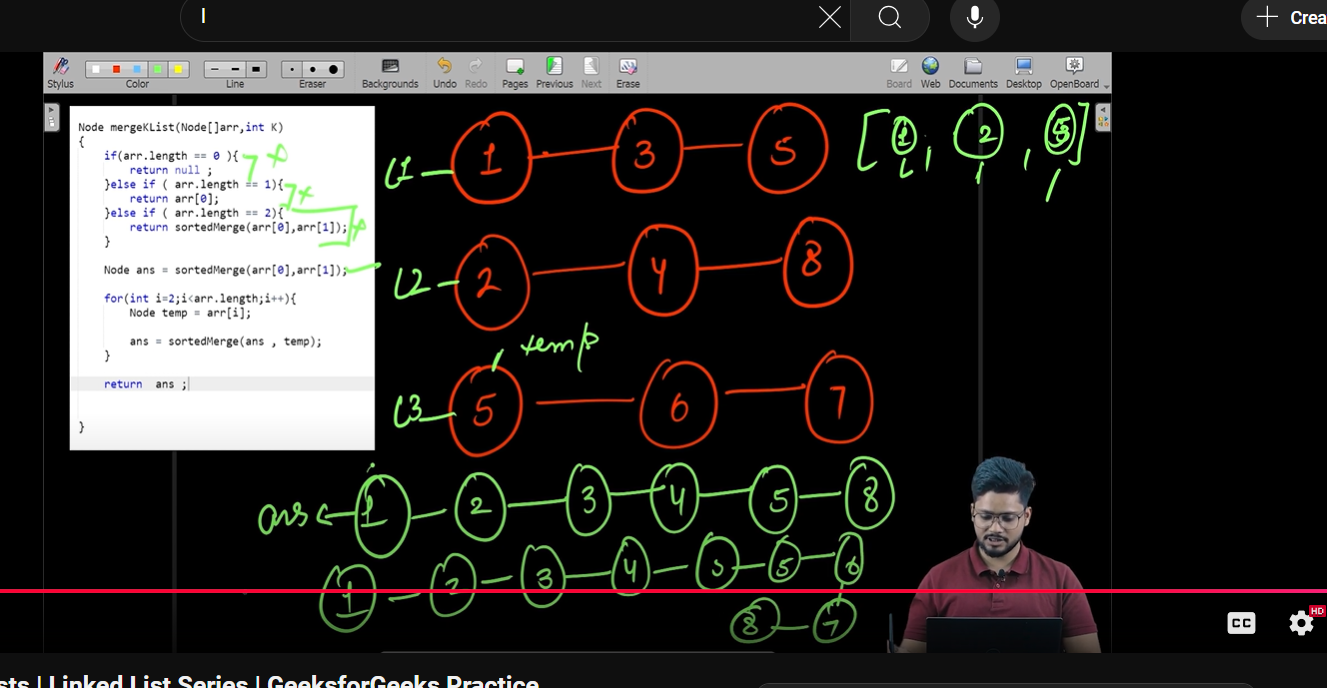 l
Crea
HD
Stylus Color Line Eraser Backgrounds Undo Redo Pages Previous Next Erase Board Web Documents Desktop OpenBoard
Node mergeKList(Node[]arr,int K)
{
if(arr.length == 0 ){
return null ;
}else if ( arr.length == 1){
return arr[0];
}else if ( arr.length == 2){
return sortedMerge(arr[0],arr[1]);
}
Node ans = sortedMerge(arr[0],arr[1]);
for(int i=2;i<arr.length;i++){
Node temp = arr[i];
ans = sortedMerge(ans , temp);
}
return ans ;
}
L1 1 3 5
[1, 2, 5]
L2 2 4 8
temp
L3 5 6 7
ans 1 2 3 4 5 8
1 2 3 4 5 5 6
8 7
CC
sts | Linked List Series | GeeksforGeeks Practice